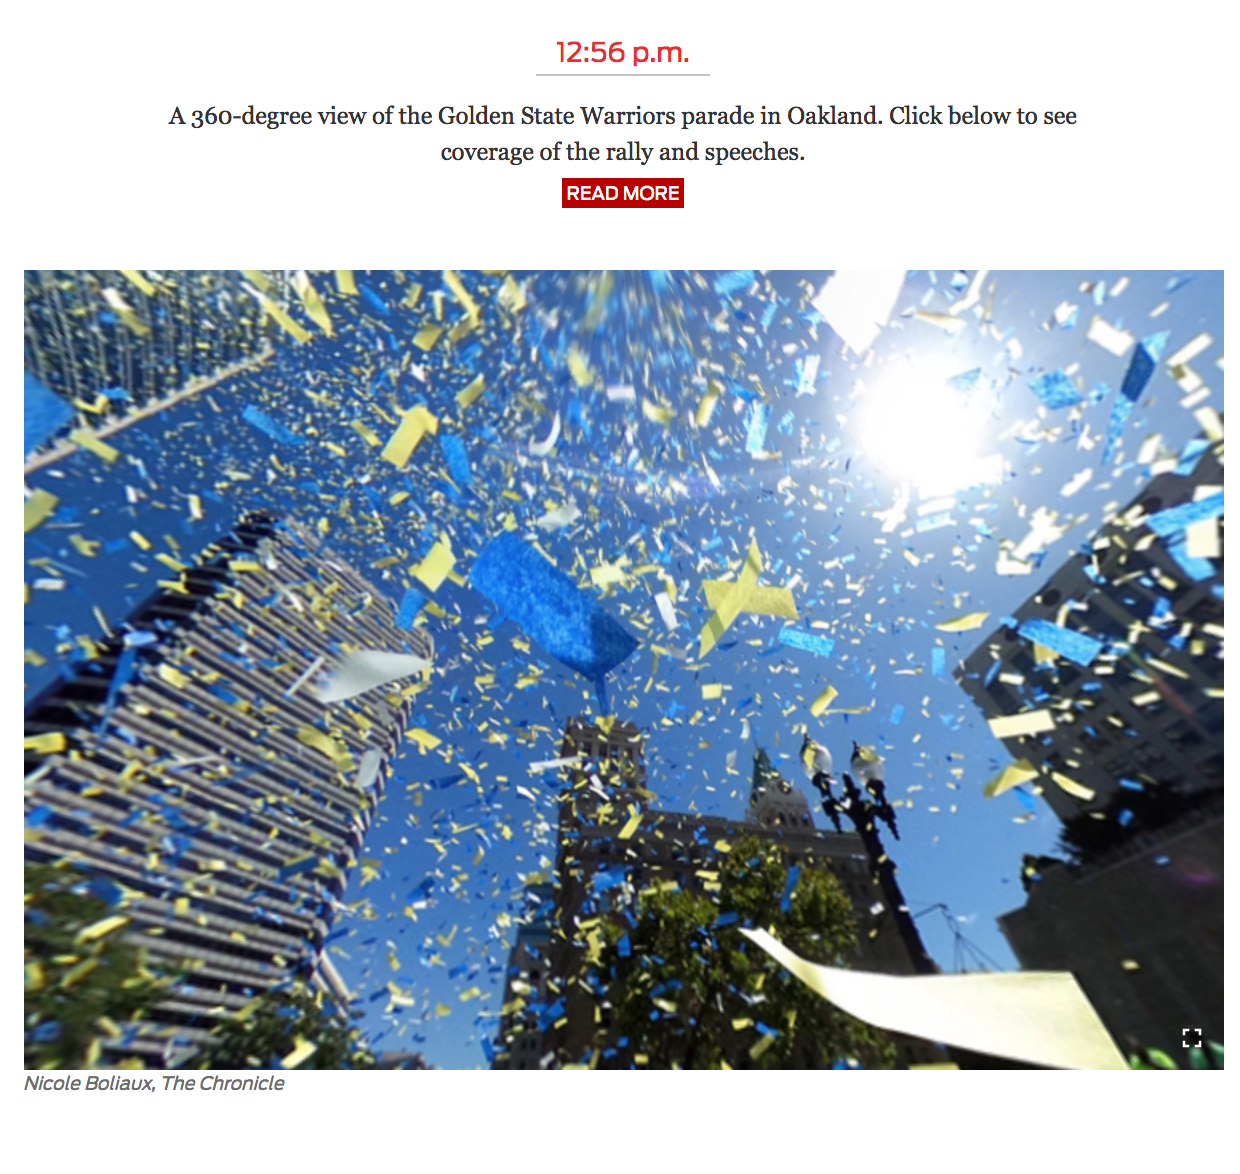 12:56 p.m.
A 360-degree view of the Golden State Warriors parade in Oakland. Click below to see
coverage of the rally and speeches.
READ MORE
Nicole Boliaux, The Chronicle